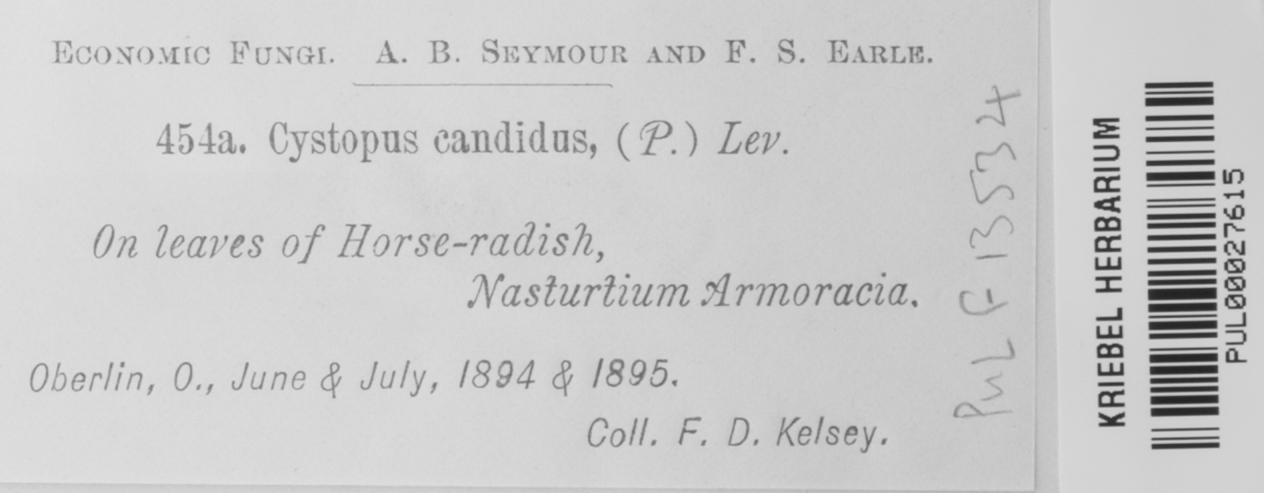 ECONOMIC FUNGI. A. B. SEYMOUR AND F. S. EARLE.
454a. Cystopus candidus, (P.) Lev.
On leaves of Horse-radish,
Nasturtium Armoracia.
Oberlin, O., June & July, 1894 & 1895.
Coll. F. D. Kelsey.
PUL F 13534
KRIEBEL HERBARIUM
PUL00027615